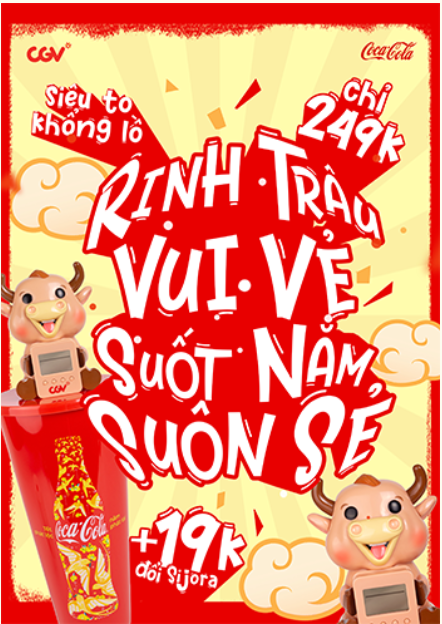 CGV
Coca-Cola
Siêu to
khổng lồ
chỉ
249k
RINH TRÂU
VUI VẺ
SUỐT NĂM,
SUÔN SẺ
CGV
Coca-Cola
+19k
đổi Sijora